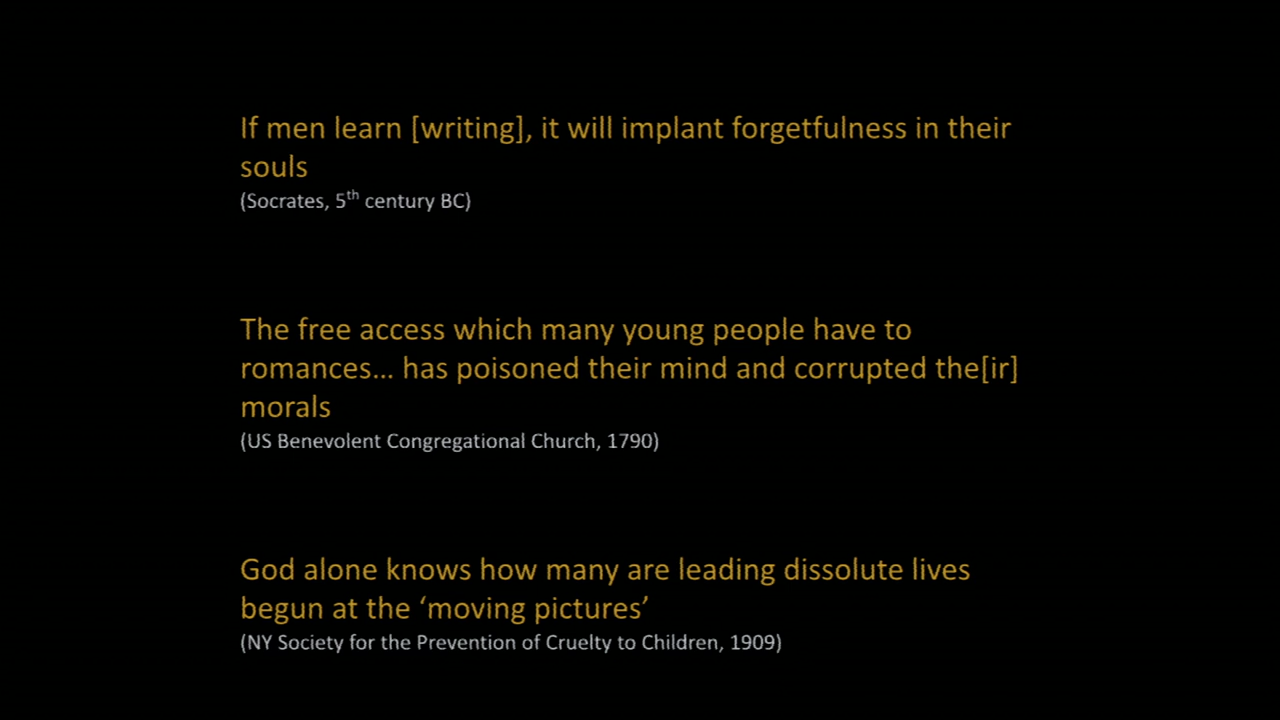 If men learn [writing], it will implant forgetfulness in their
souls
(Socrates, 5th century BC)
The free access which many young people have to
romances... has poisoned their mind and corrupted the[ir]
morals
(US Benevolent Congregational Church, 1790)
God alone knows how many are leading dissolute lives
begun at the ‘moving pictures’
(NY Society for the Prevention of Cruelty to Children, 1909)